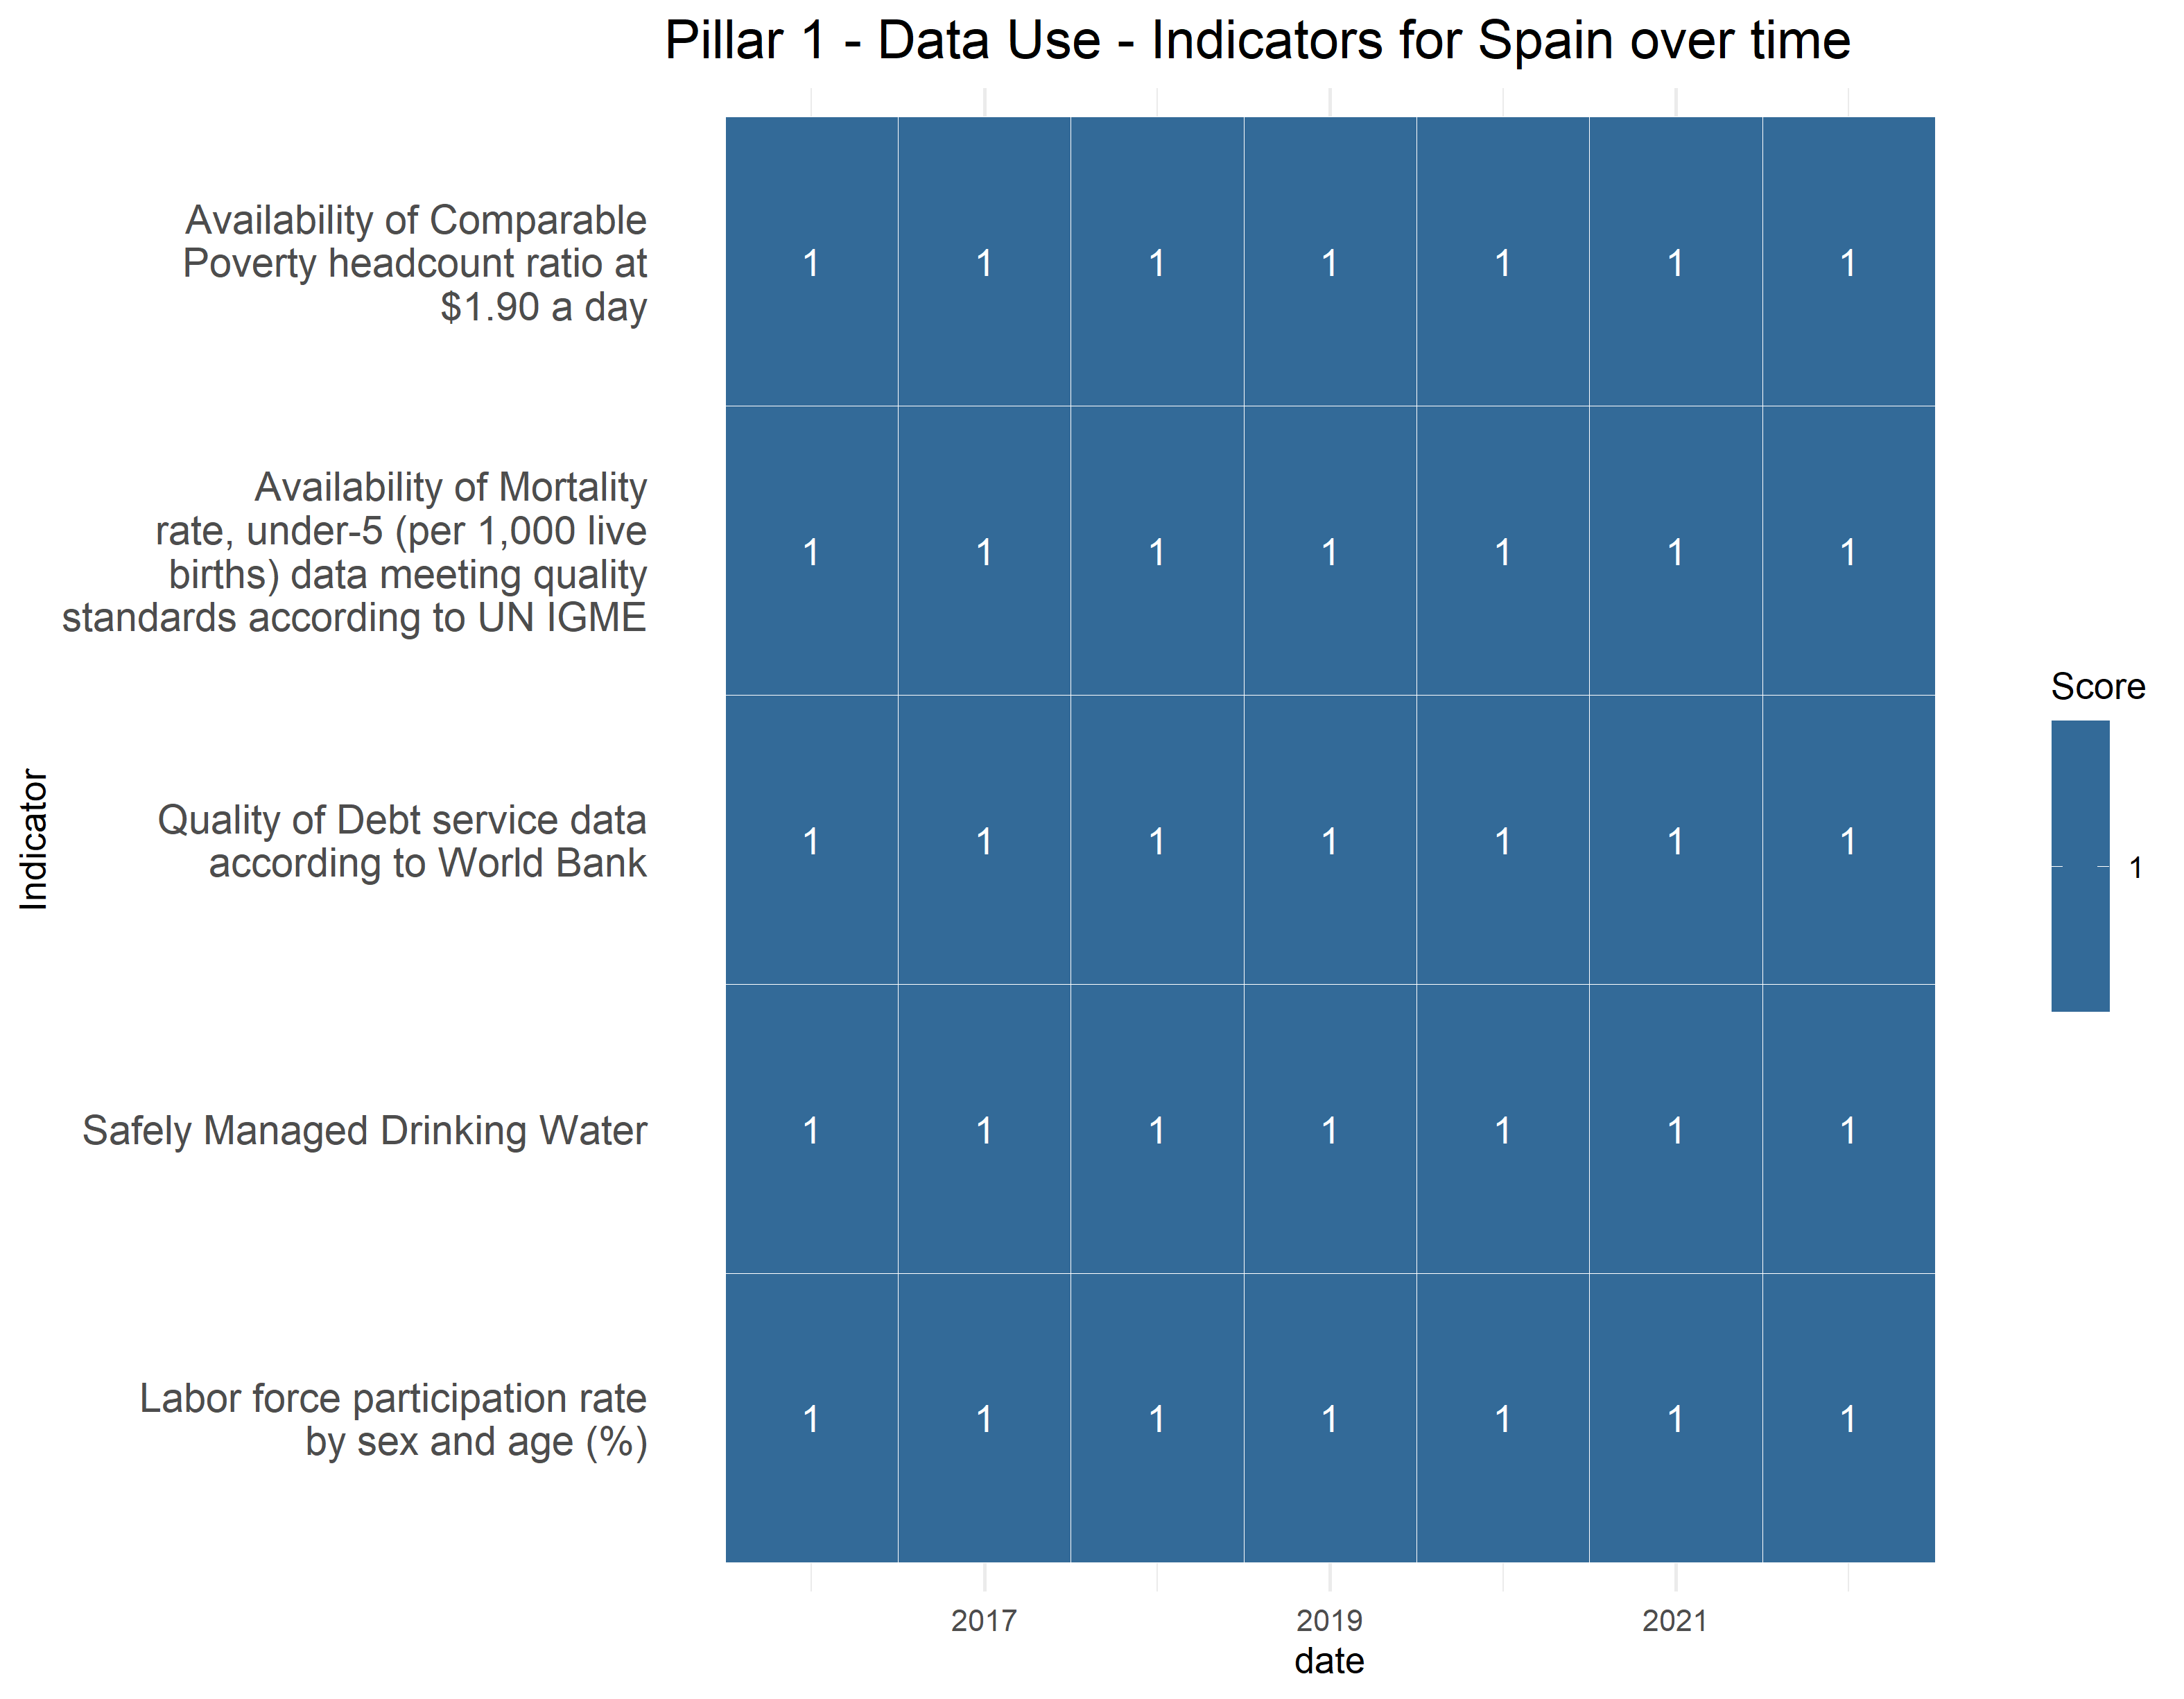 Pillar 1 - Data Use - Indicators for Spain over time
Indicator
Availability of Comparable
Poverty headcount ratio at
$1.90 a day
1 1 1 1 1 1 1
Availability of Mortality
rate, under-5 (per 1,000 live
births) data meeting quality
standards according to UN IGME
1 1 1 1 1 1 1
Quality of Debt service data
according to World Bank
1 1 1 1 1 1 1
Safely Managed Drinking Water
1 1 1 1 1 1 1
Labor force participation rate
by sex and age (%)
1 1 1 1 1 1 1
2017 2019 2021
date
Score
1